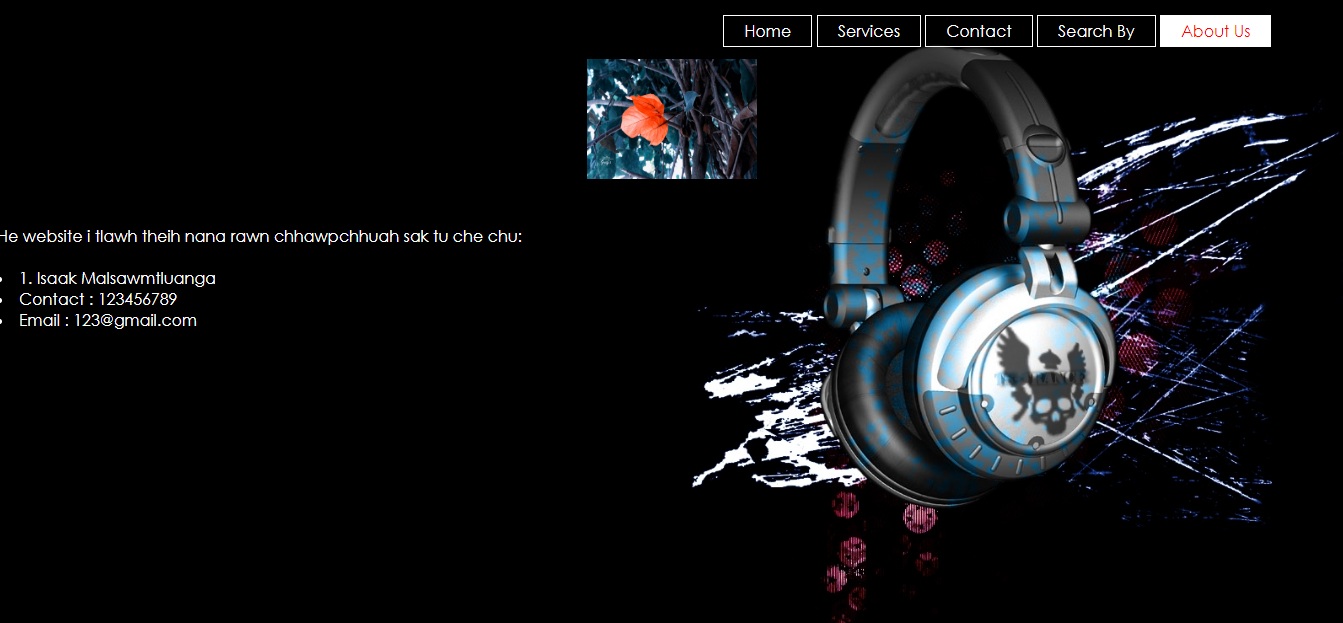 Home Services Contact Search By About Us
He website i tlawh theih nana rawn chhawpchhuah sak tu che chu:
1. Isaak Malsawmtluanga
Contact : 123456789
Email : 123@gmail.com